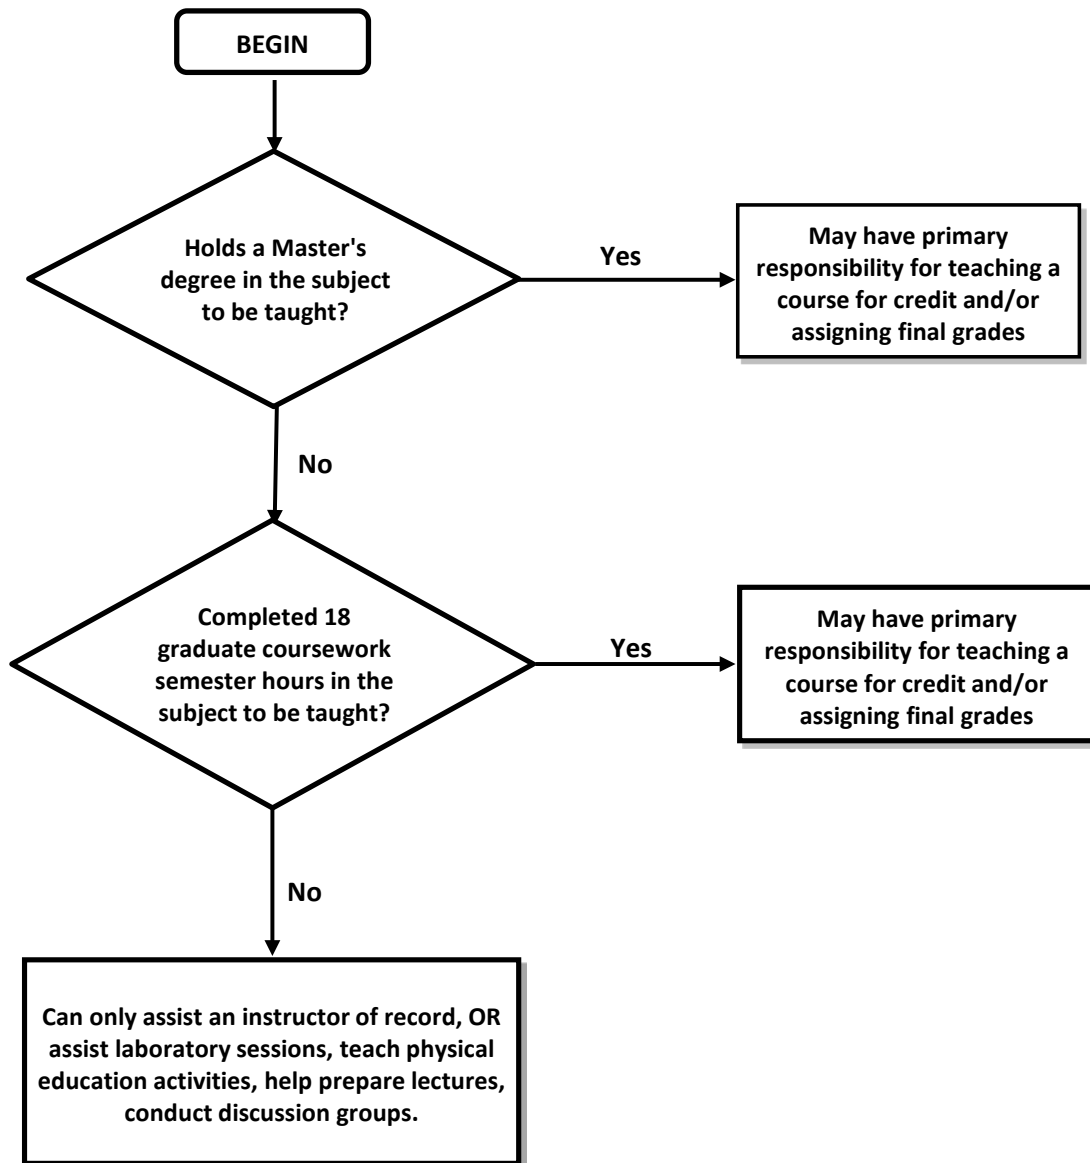 BEGIN
Holds a Master's
degree in the subject
to be taught?
Yes
May have primary
responsibility for teaching a
course for credit and/or
assigning final grades
No
Completed 18
graduate coursework
semester hours in the
subject to be taught?
Yes
May have primary
responsibility for teaching a
course for credit and/or
assigning final grades
No
Can only assist an instructor of record, OR
assist laboratory sessions, teach physical
education activities, help prepare lectures,
conduct discussion groups.